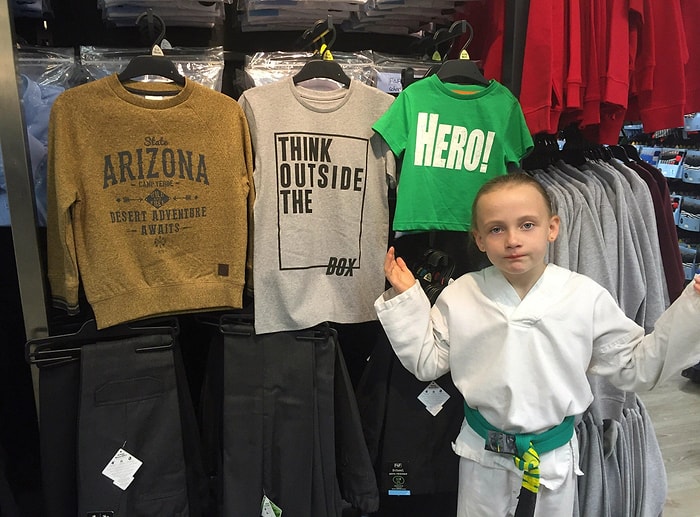 State
ARIZONA
CAMP VERDE
DESERT ADVENTURE
AWAITS
THINK
OUTSIDE
THE
BOX
HERO!
F&F